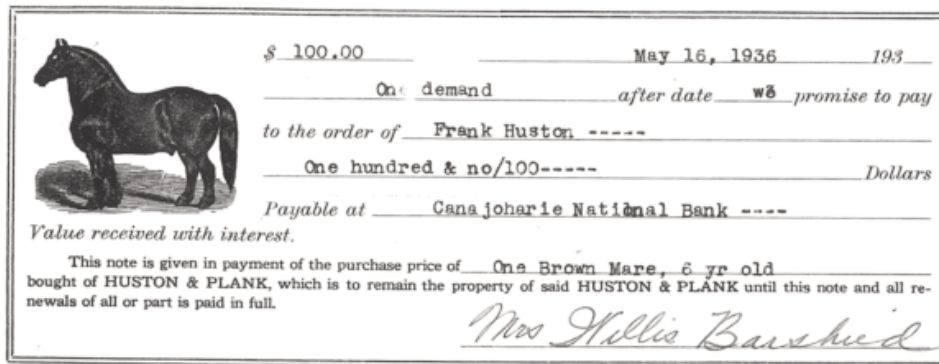 $ 100.00 May 16, 1936 193
On demand after date we promise to pay
to the order of Frank Huston -----
One hundred & no/100----- Dollars
Payable at Canajoharie National Bank ----
Value received with interest.
This note is given in payment of the purchase price of One Brown Mare, 6 yr old
bought of HUSTON & PLANK, which is to remain the property of said HUSTON & PLANK until this note and all re-
newals of all or part is paid in full.
Mrs Willis Barshied